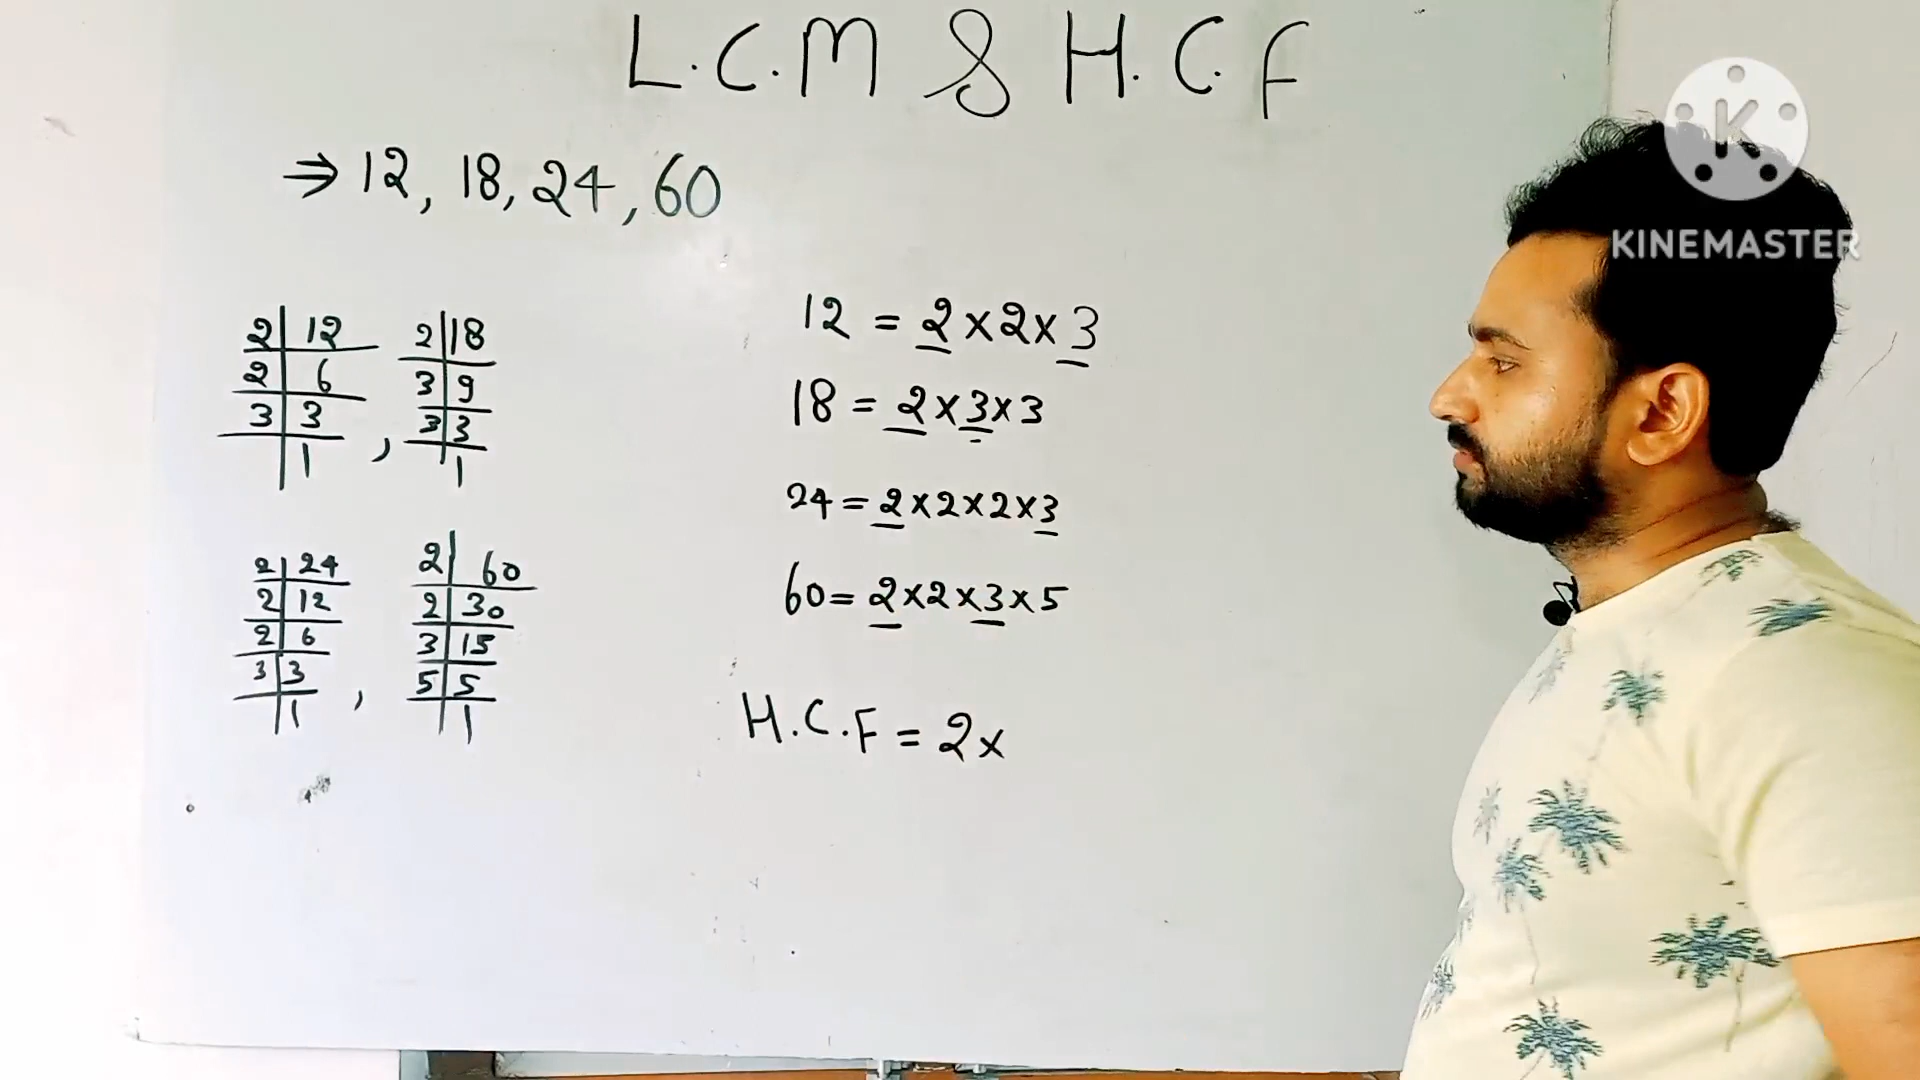 L.C.M & H.C.F
K
KINEMASTER
⇒ 12, 18, 24, 60
2 | 12
2 | 6
3 | 3
1 ,
2 | 18
3 | 9
3 | 3
1
2 | 24
2 | 12
2 | 6
3 | 3
1 ,
2 | 60
2 | 30
3 | 15
5 | 5
1
12 = 2 × 2 × 3
18 = 2 × 3 × 3
24 = 2 × 2 × 2 × 3
60 = 2 × 2 × 3 × 5
H.C.F = 2 ×